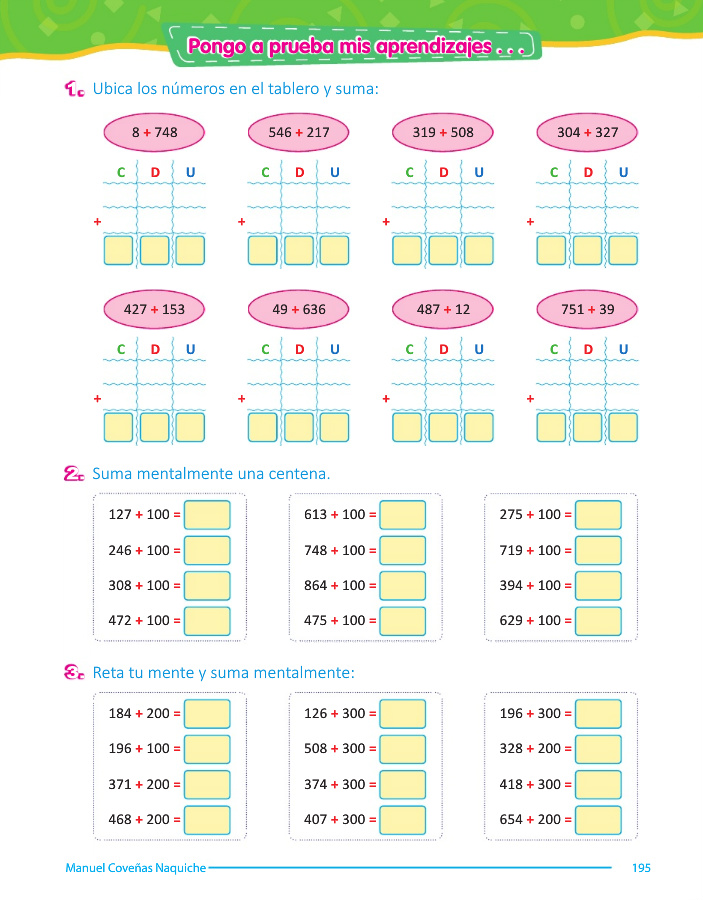 Pongo a prueba mis aprendizajes . . .
1. Ubica los números en el tablero y suma:
8 + 748 546 + 217 319 + 508 304 + 327
C D U C D U C D U C D U
+ + + +
427 + 153 49 + 636 487 + 12 751 + 39
C D U C D U C D U C D U
+ + + +
2. Suma mentalmente una centena.
127 + 100 = 613 + 100 = 275 + 100 =
246 + 100 = 748 + 100 = 719 + 100 =
308 + 100 = 864 + 100 = 394 + 100 =
472 + 100 = 475 + 100 = 629 + 100 =
3. Reta tu mente y suma mentalmente:
184 + 200 = 126 + 300 = 196 + 300 =
196 + 100 = 508 + 300 = 328 + 200 =
371 + 200 = 374 + 300 = 418 + 300 =
468 + 200 = 407 + 300 = 654 + 200 =
Manuel Coveñas Naquiche 195